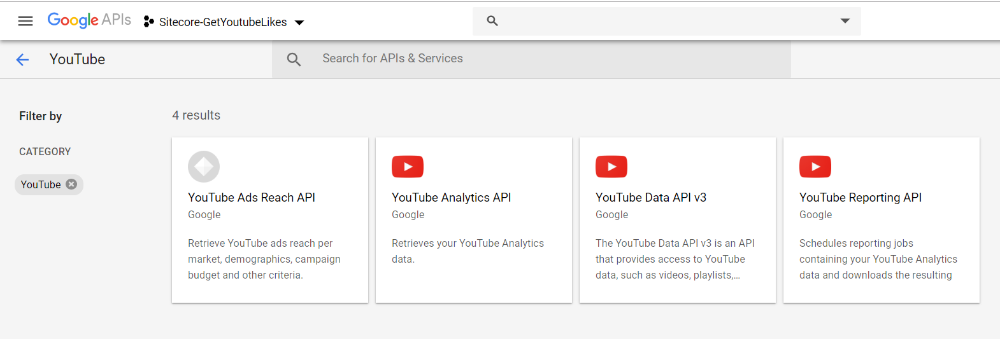 Google APIs Sitecore-GetYoutubeLikes
YouTube
Search for APIs & Services
Filter by
CATEGORY
YouTube
4 results
YouTube Ads Reach API
Google
Retrieve YouTube ads reach per
market, demographics, campaign
budget and other criteria.
YouTube Analytics API
Google
Retrieves your YouTube Analytics
data.
YouTube Data API v3
Google
The YouTube Data API v3 is an API
that provides access to YouTube
data, such as videos, playlists,...
YouTube Reporting API
Google
Schedules reporting jobs
containing your YouTube Analytics
data and downloads the resulting